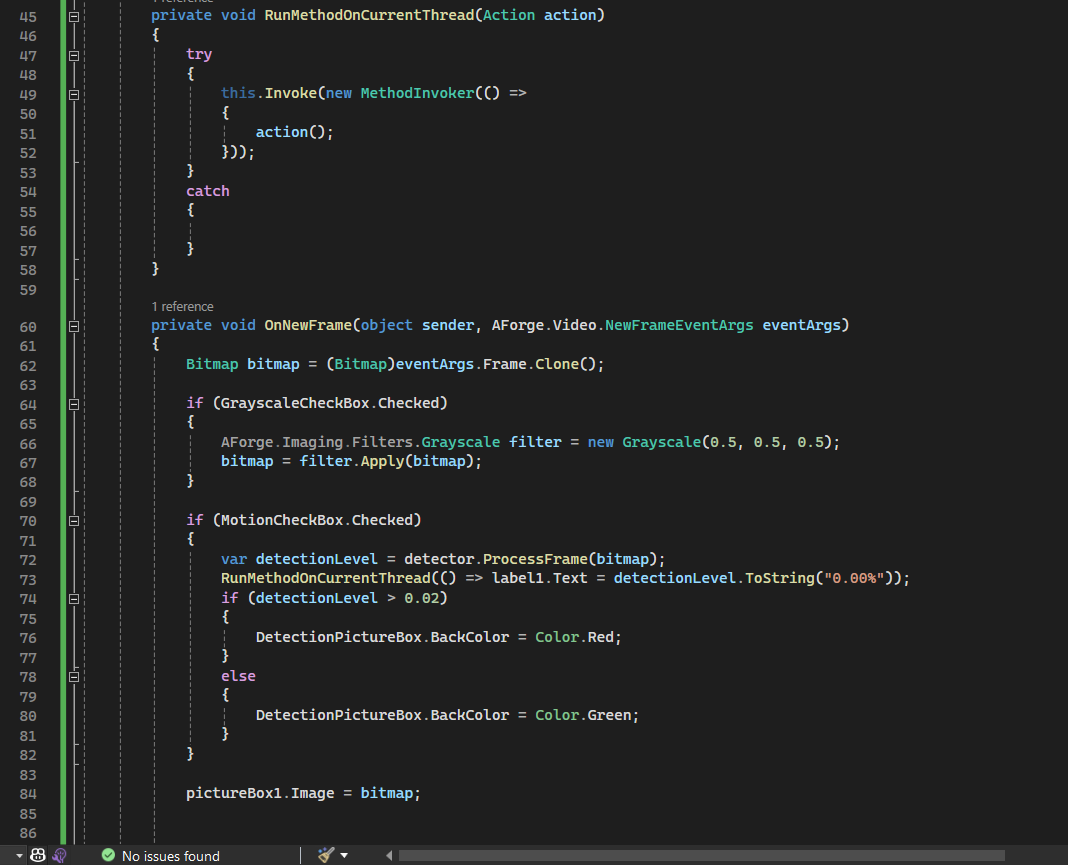 1 reference
45 private void RunMethodOnCurrentThread(Action action)
46 {
47 try
48 {
49 this.Invoke(new MethodInvoker(() =>
50 {
51 action();
52 }));
53 }
54 catch
55 {
56
57 }
58 }
59
1 reference
60 private void OnNewFrame(object sender, AForge.Video.NewFrameEventArgs eventArgs)
61 {
62 Bitmap bitmap = (Bitmap)eventArgs.Frame.Clone();
63
64 if (GrayscaleCheckBox.Checked)
65 {
66 AForge.Imaging.Filters.Grayscale filter = new Grayscale(0.5, 0.5, 0.5);
67 bitmap = filter.Apply(bitmap);
68 }
69
70 if (MotionCheckBox.Checked)
71 {
72 var detectionLevel = detector.ProcessFrame(bitmap);
73 RunMethodOnCurrentThread(() => label1.Text = detectionLevel.ToString("0.00%"));
74 if (detectionLevel > 0.02)
75 {
76 DetectionPictureBox.BackColor = Color.Red;
77 }
78 else
79 {
80 DetectionPictureBox.BackColor = Color.Green;
81 }
82 }
83
84 pictureBox1.Image = bitmap;
85
86
No issues found